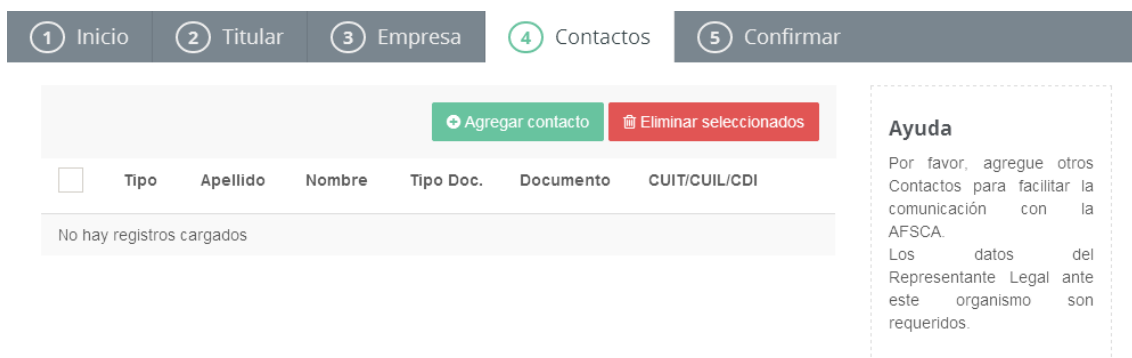 1 Inicio 2 Titular 3 Empresa 4 Contactos 5 Confirmar
Agregar contacto Eliminar seleccionados
Tipo Apellido Nombre Tipo Doc. Documento CUIT/CUIL/CDI
No hay registros cargados
Ayuda
Por favor, agregue otros
Contactos para facilitar la
comunicación con la
AFSCA.
Los datos del
Representante Legal ante
este organismo son
requeridos.